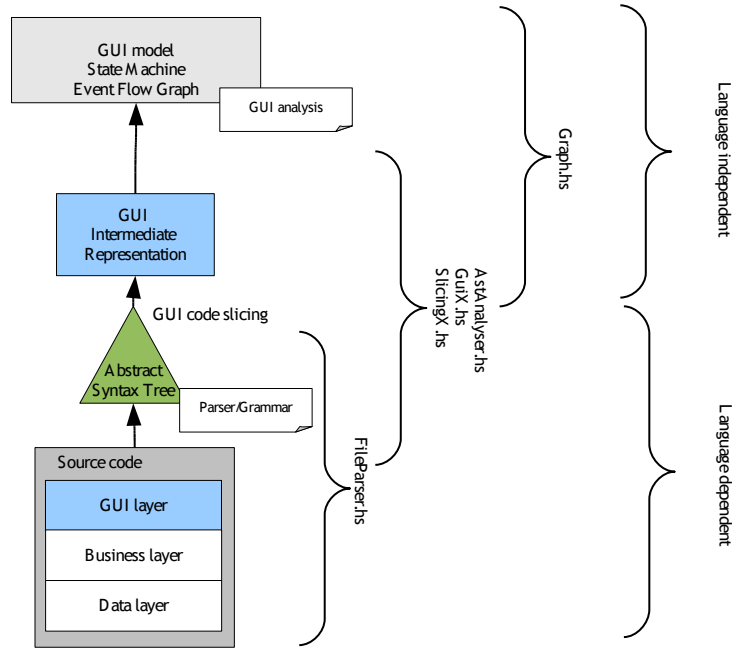 GUI model
State Machine
Event Flow Graph
GUI analysis
GUI
Intermediate
Representation
GUI code slicing
Abstract
Syntax Tree
Parser/Grammar
Source code
GUI layer
Business layer
Data layer
FileParser.hs
AstAnalyser.hs
GuiX.hs
SlicingX.hs
Graph.hs
Language independent
Language dependent